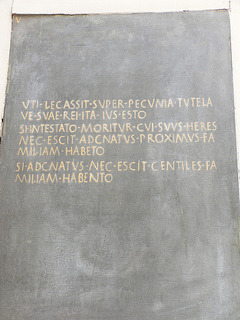 V
VTI·LEGASSIT·SVPER·PECVNIA·TVTELA
VE·SVAE·REI·ITA·IVS·ESTO
SI·INTESTATO·MORITVR·CVI·SVVS·HERES
NEC·ESCIT·ADGNATVS·PROXIMVS·FA
MILIAM·HABETO
SI·ADGNATVS·NEC·ESCIT·GENTILES·FA
MILIAM·HABENTO